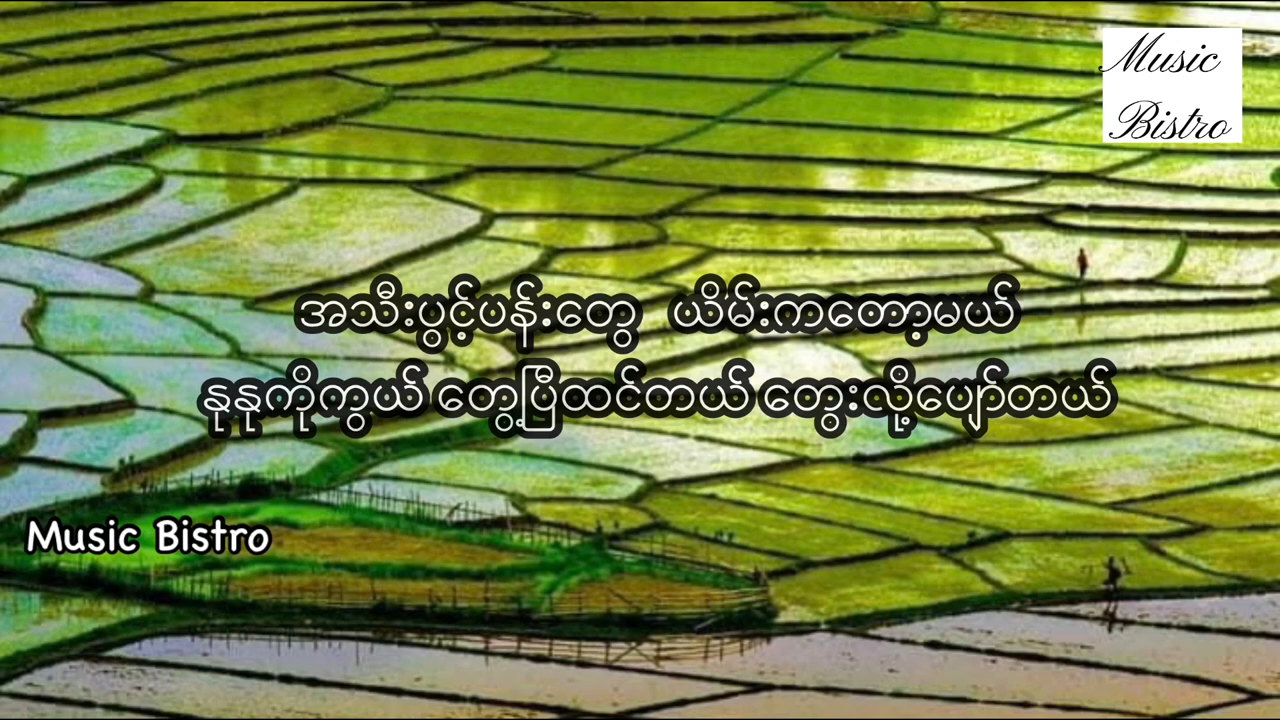 Music
Bistro
အသီးပွင့်ပန်းတွေ ယိမ်းကတော့မယ်
နုနုကိုကွယ် တွေ့ပြီထင်တယ် တွေးလို့ပျော်တယ်
Music Bistro